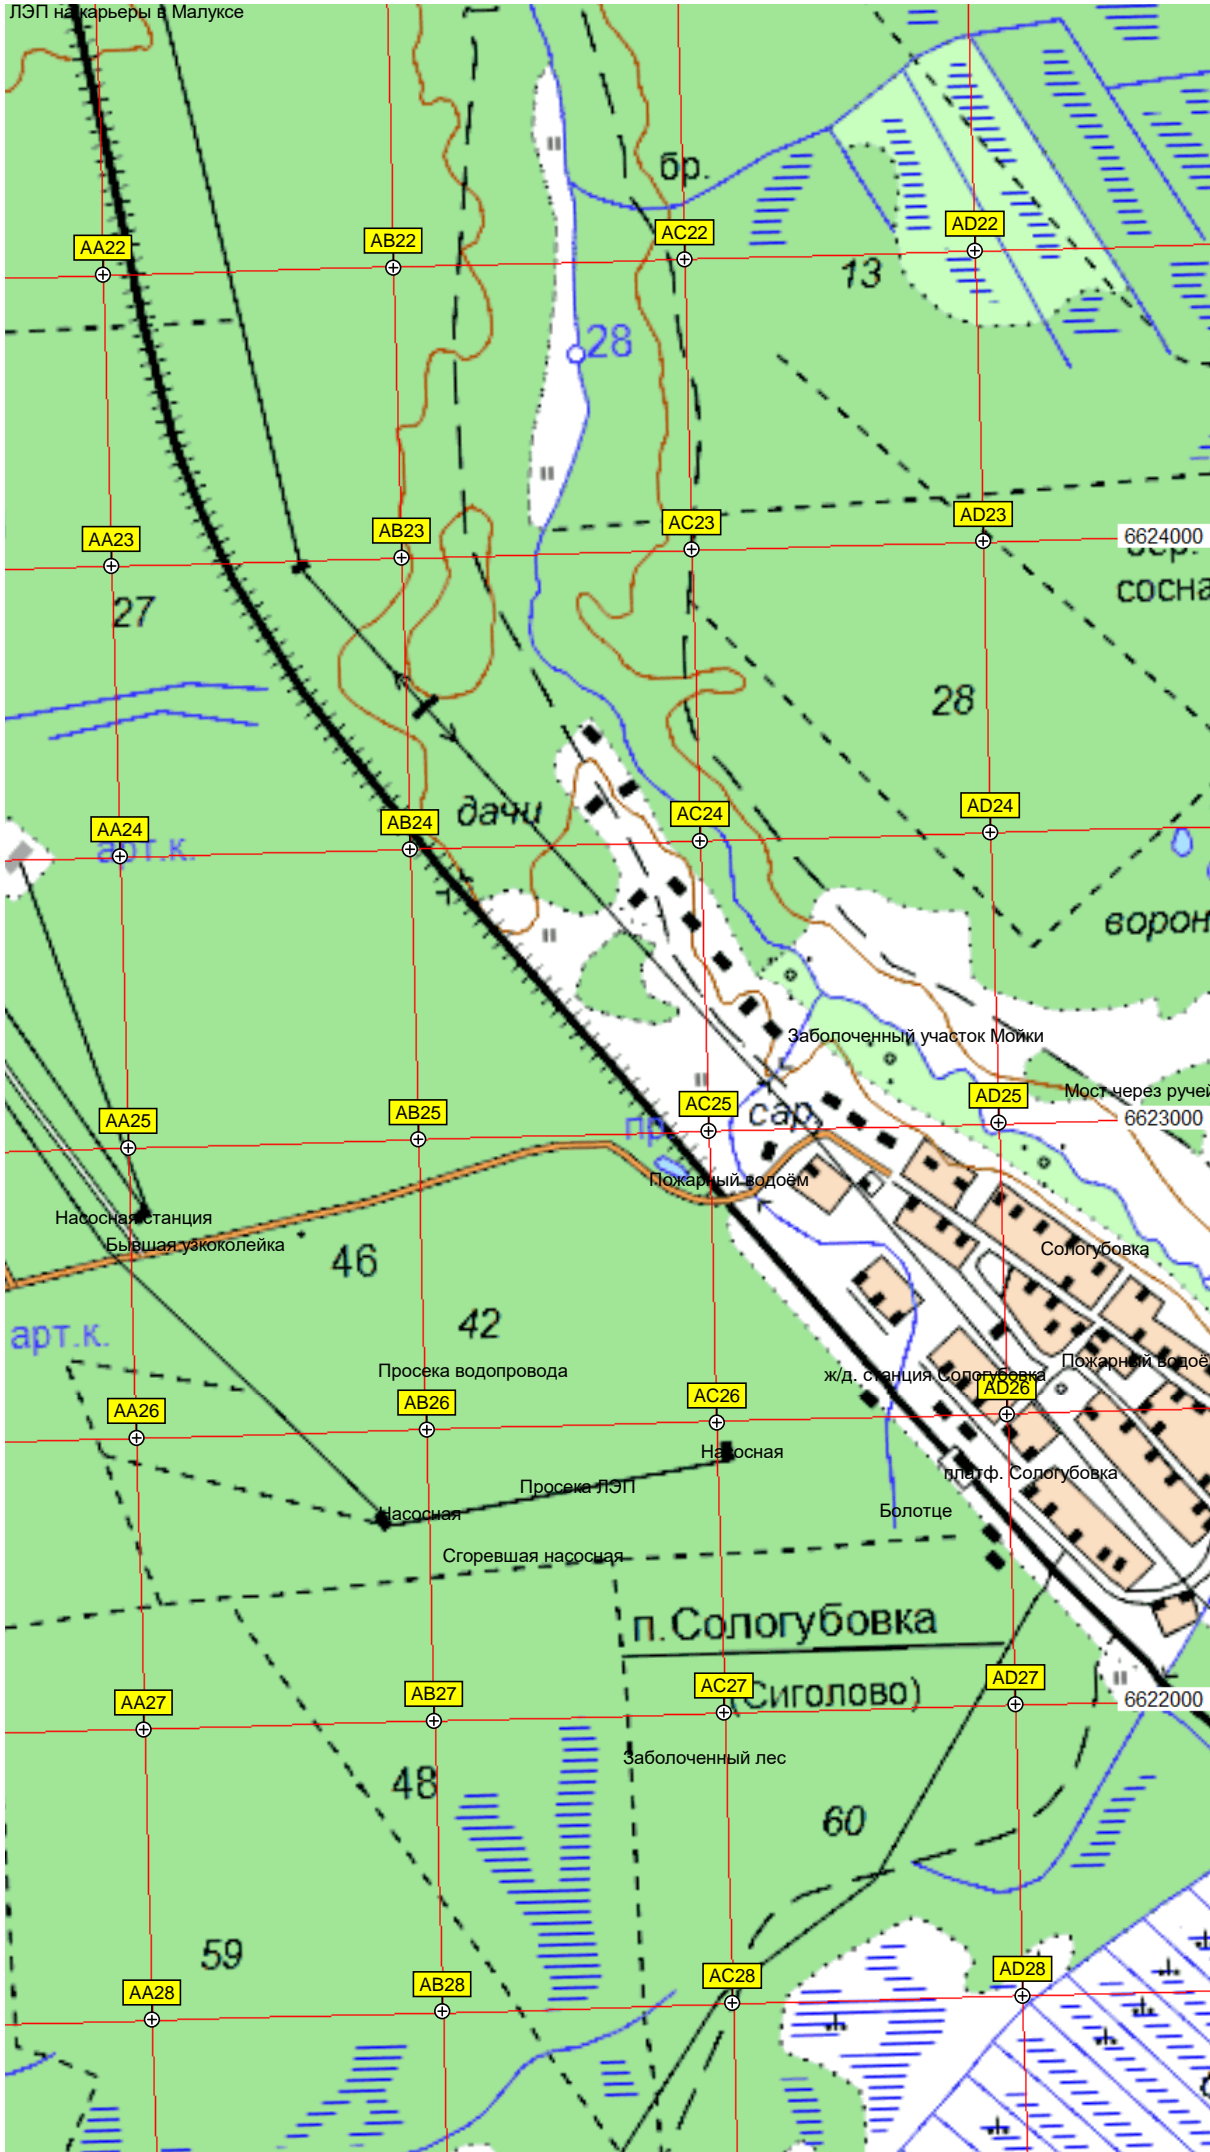 ЛЭП на карьеры в Малуксе
бр.
AA22
AB22
AC22
AD22
13
28
AA23
AB23
AC23
AD23
6624000
сосна
27
28
AA24
AB24
дачи
AC24
AD24
арт.к.
ворон
Заболоченный участок Мойки
AA25
AB25
AC25
сар.
AD25
Мост через ручей
6623000
пр
Пожарный водоём
Насосная станция
Бывшая узкоколейка
46
Сологубовка
42
арт.к.
Просека водопровода
ж/д. станция Сологубовка
Пожарный водоё
AA26
AB26
AC26
AD26
Насосная
платф. Сологубовка
Просека ЛЭП
Насосная
Болотце
Сгоревшая насосная
п.Сологубовка
(Сиголово)
AA27
AB27
AC27
AD27
6622000
Заболоченный лес
48
60
59
AA28
AB28
AC28
AD28